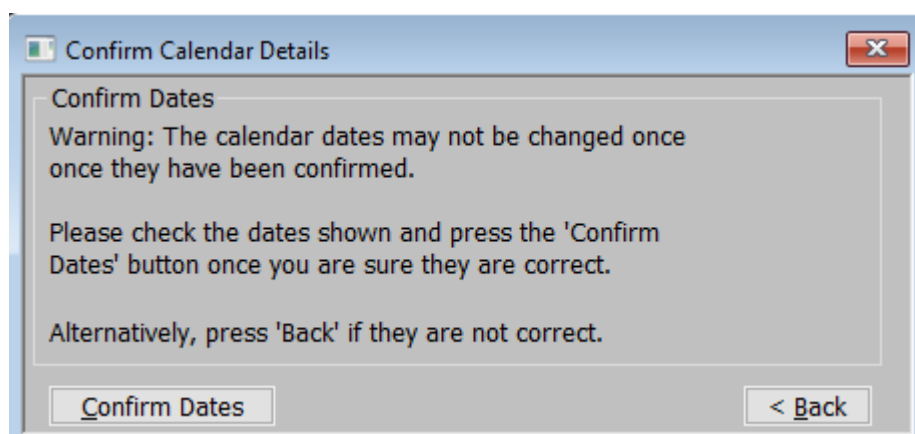 Confirm Calendar Details
Confirm Dates
Warning: The calendar dates may not be changed once
once they have been confirmed.
Please check the dates shown and press the 'Confirm
Dates' button once you are sure they are correct.
Alternatively, press 'Back' if they are not correct.
Confirm Dates
< Back